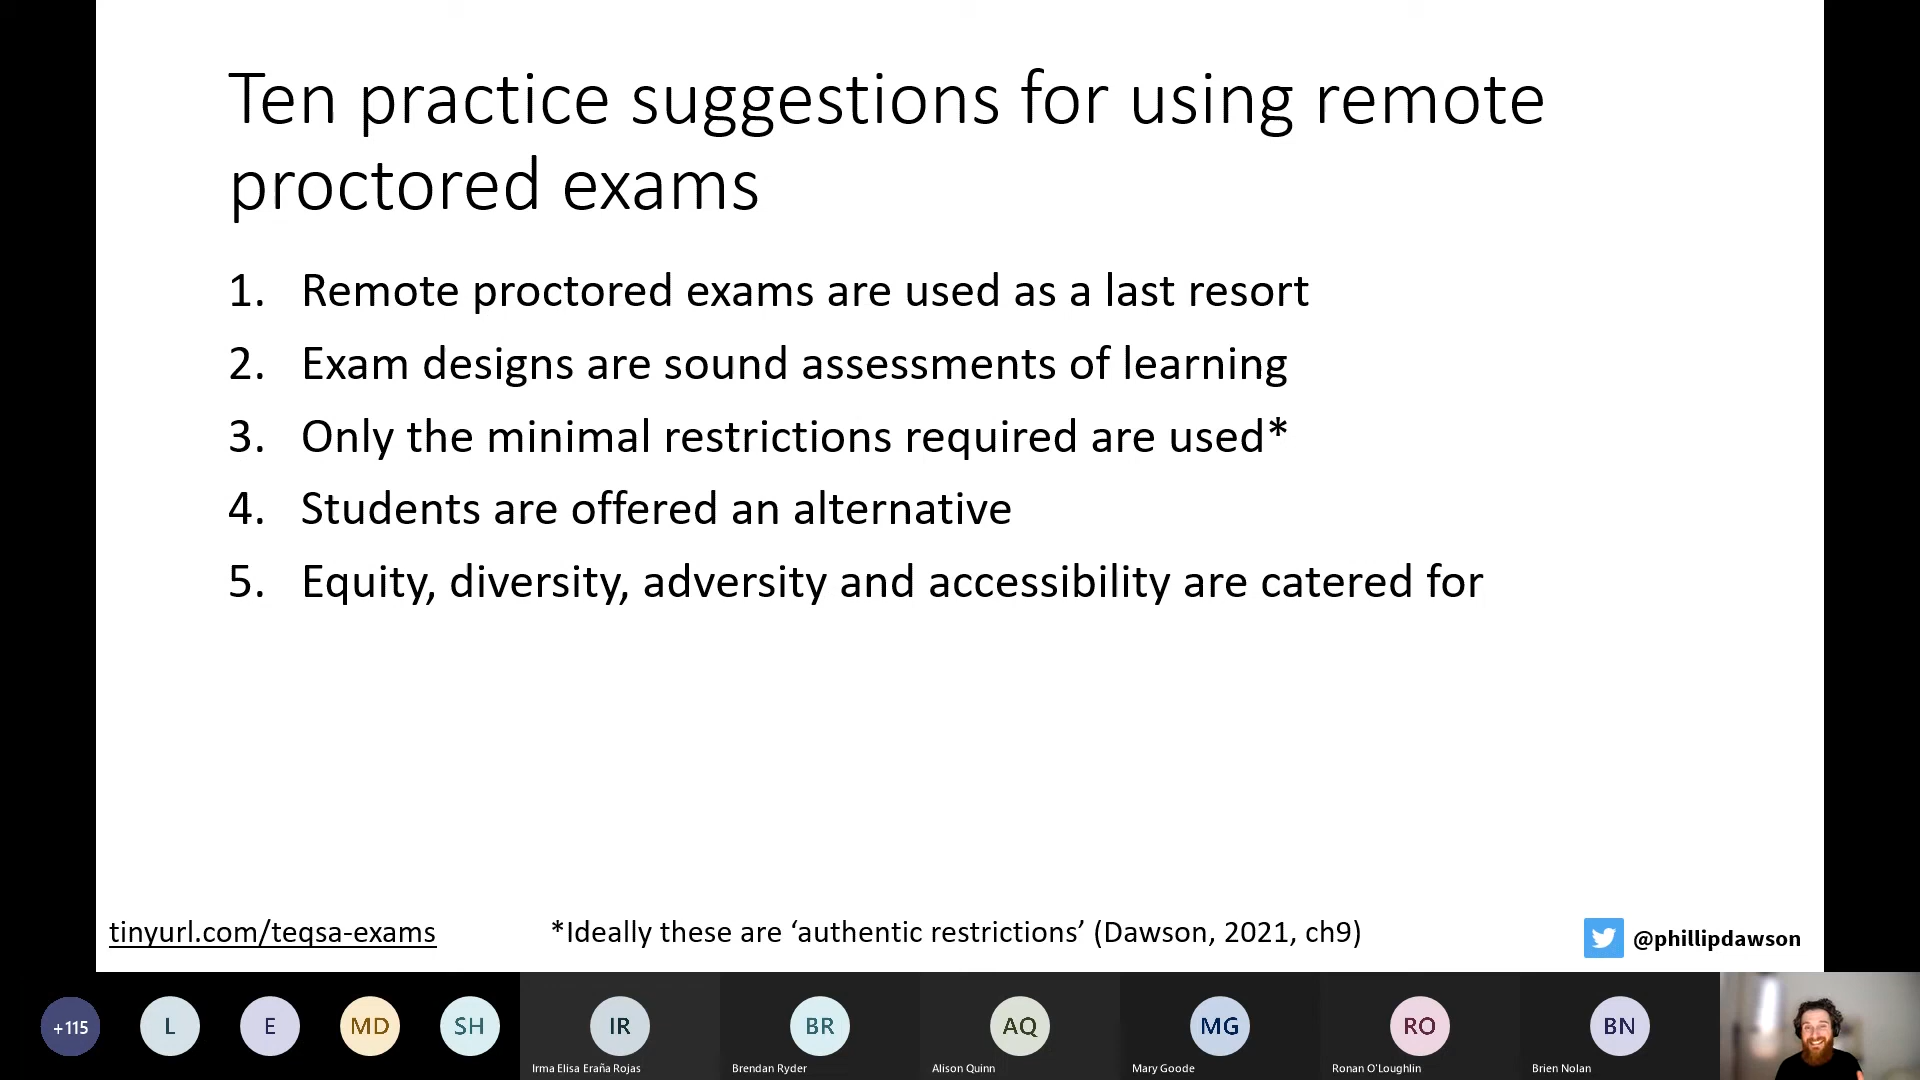 Ten practice suggestions for using remote
proctored exams
1. Remote proctored exams are used as a last resort
2. Exam designs are sound assessments of learning
3. Only the minimal restrictions required are used*
4. Students are offered an alternative
5. Equity, diversity, adversity and accessibility are catered for
tinyurl.com/teqsa-exams
*Ideally these are ‘authentic restrictions’ (Dawson, 2021, ch9)
@phillipdawson
+115
L
E
MD
SH
IR
Irma Elisa Eraña Rojas
BR
Brendan Ryder
AQ
Alison Quinn
MG
Mary Goode
RO
Ronan O'Loughlin
BN
Brien Nolan